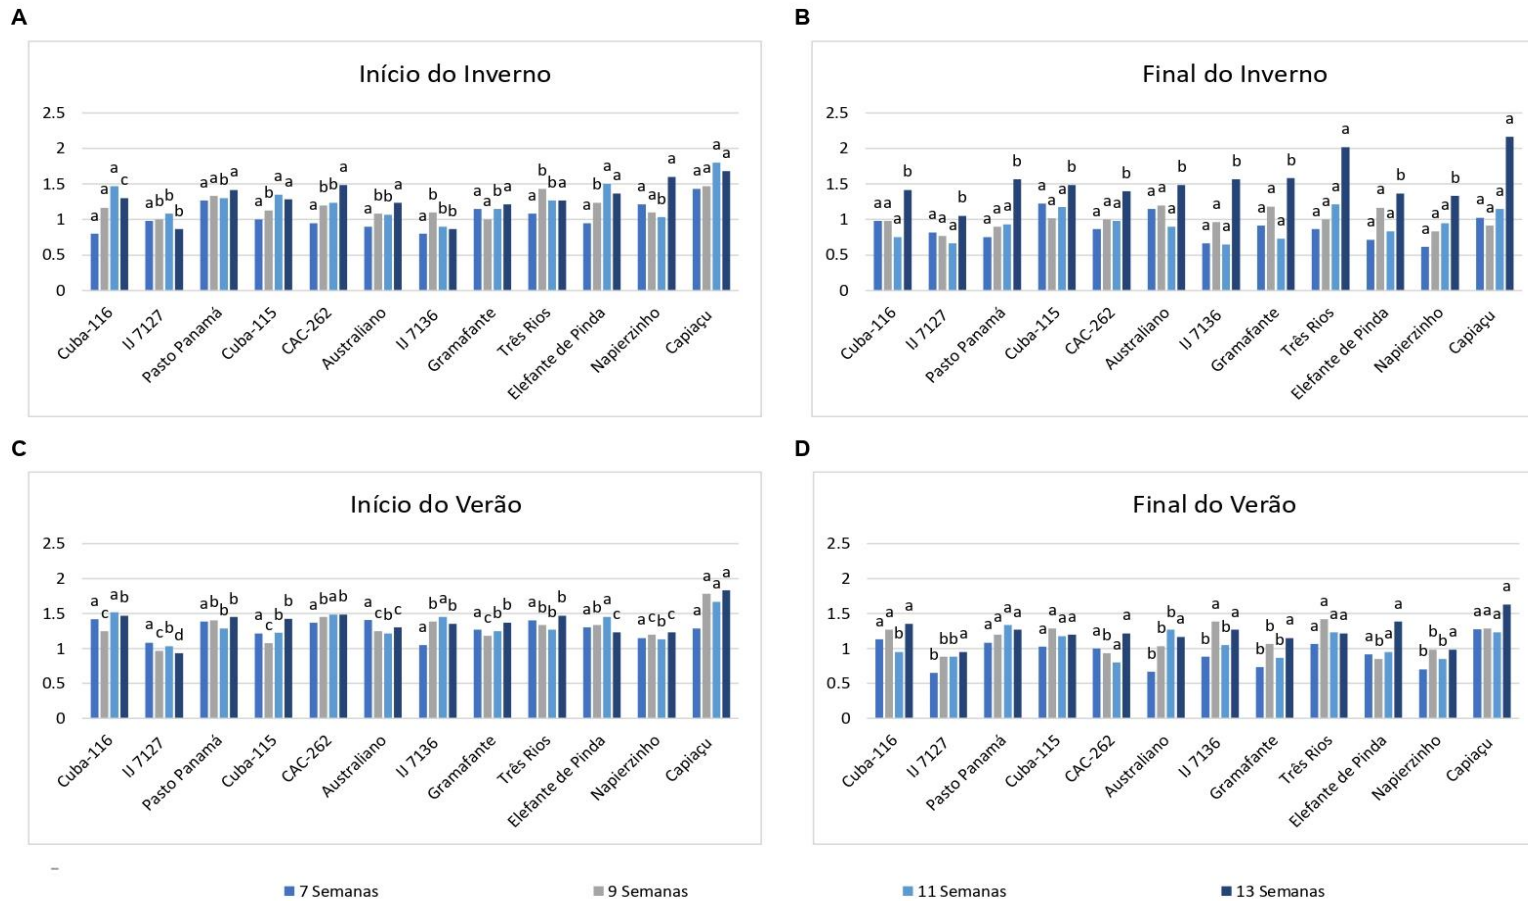 A
Início do Inverno
2.5
2
1.5
1
0.5
0
a a a c a b b b a a b a a b a a a b b a a b b a a b b b a a b a a b b a a b a a a a b a a a a a
Cuba-116
IJ 7127
Pasto Panamá
Cuba-115
CAC-262
Australiano
IJ 7136
Gramafante
Três Rios
Elefante de Pinda
Napierzinho
Capiaçu
B
Final do Inverno
2.5
2
1.5
1
0.5
0
a a a b a a a b a a a b a a a b a a a b a a a b a a a b a a a b a a a a a a a b a a a b a a a a
Cuba-116
IJ 7127
Pasto Panamá
Cuba-115
CAC-262
Australiano
IJ 7136
Gramafante
Três Rios
Elefante de Pinda
Napierzinho
Capiaçu
C
Início do Verão
2.5
2
1.5
1
0.5
0
a c a b a c b d a b b b a c b b a b a b a c b c a b a b a c b b a b b b a b a c a c b c a a a a
Cuba-116
IJ 7127
Pasto Panamá
Cuba-115
CAC-262
Australiano
IJ 7136
Gramafante
Três Rios
Elefante de Pinda
Napierzinho
Capiaçu
D
Final do Verão
2.5
2
1.5
1
0.5
0
a a b a b b b a a a a a a a a a a b a a b b b a b a b a b b b a a a a a a b a a b b b a a a a a
Cuba-116
IJ 7127
Pasto Panamá
Cuba-115
CAC-262
Australiano
IJ 7136
Gramafante
Três Rios
Elefante de Pinda
Napierzinho
Capiaçu
7 Semanas
9 Semanas
11 Semanas
13 Semanas